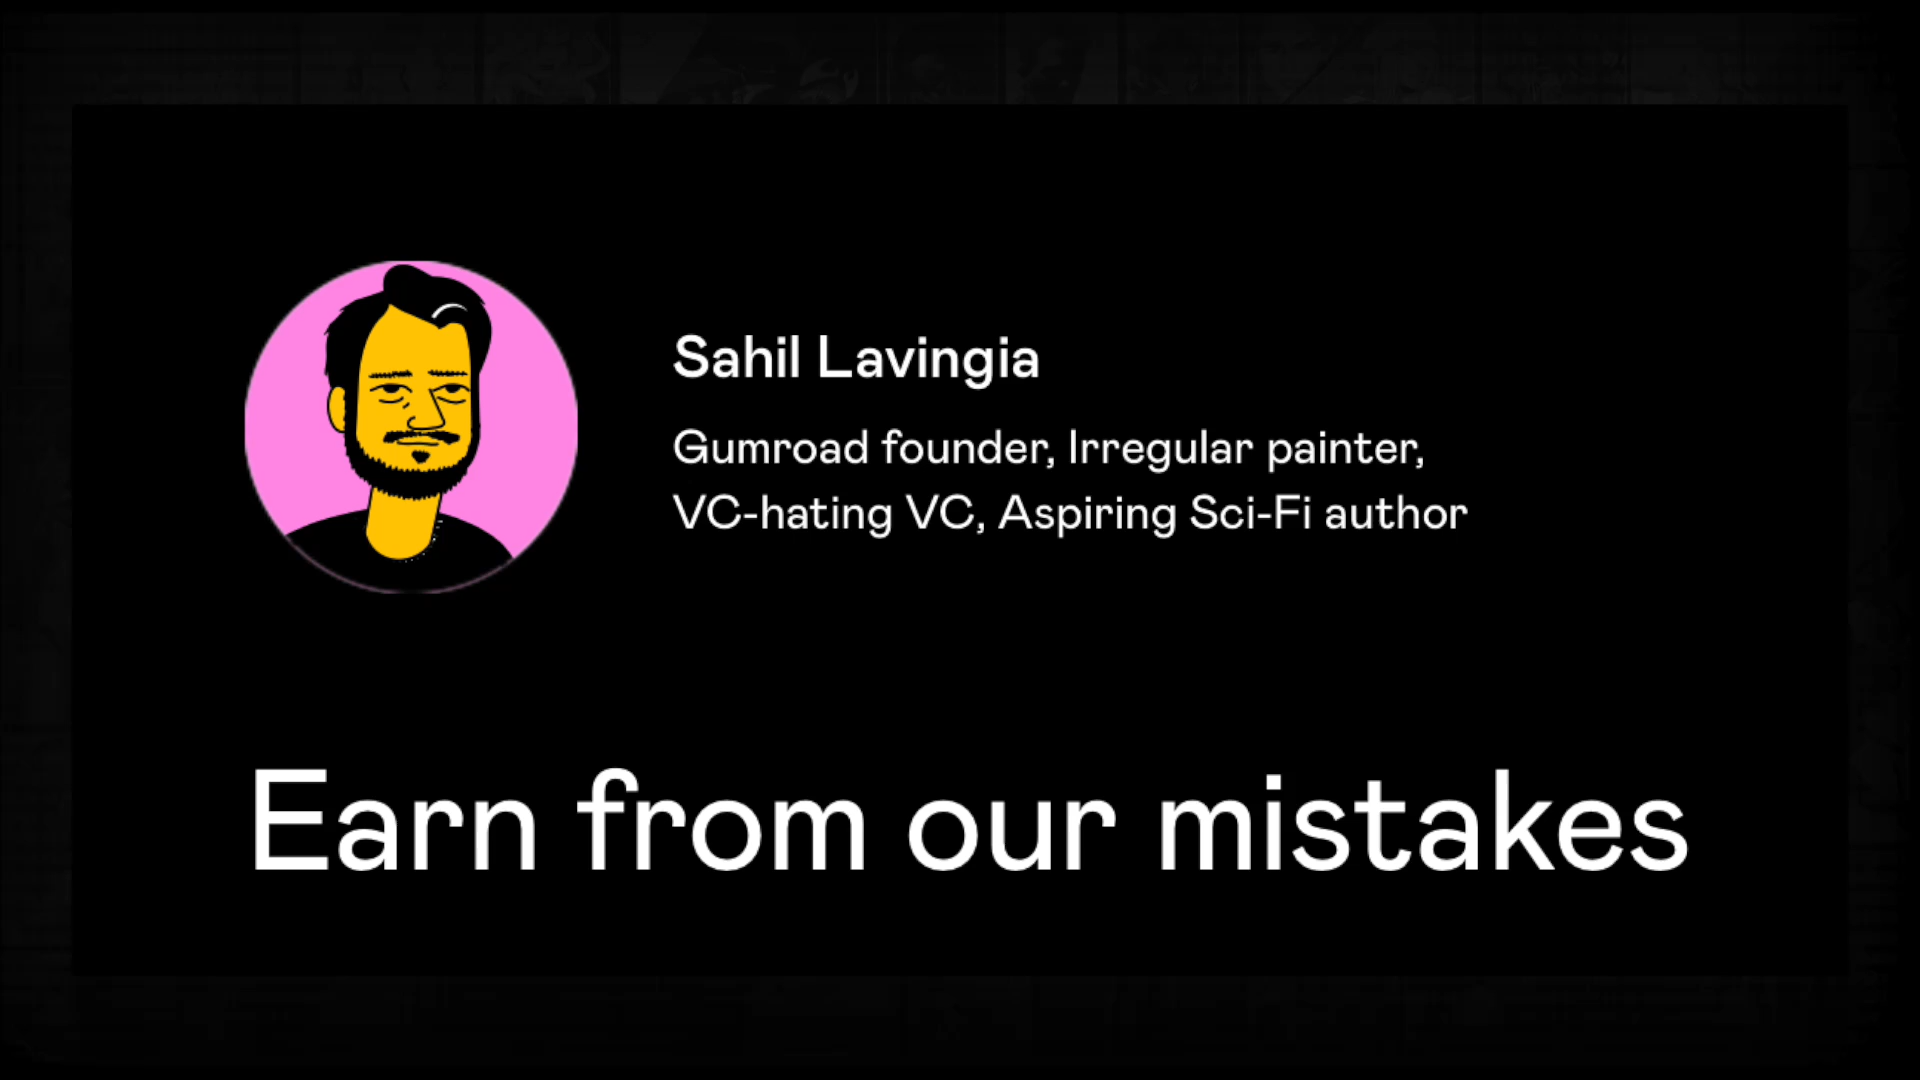 Sahil Lavingia
Gumroad founder, Irregular painter,
VC-hating VC, Aspiring Sci-Fi author
Earn from our mistakes